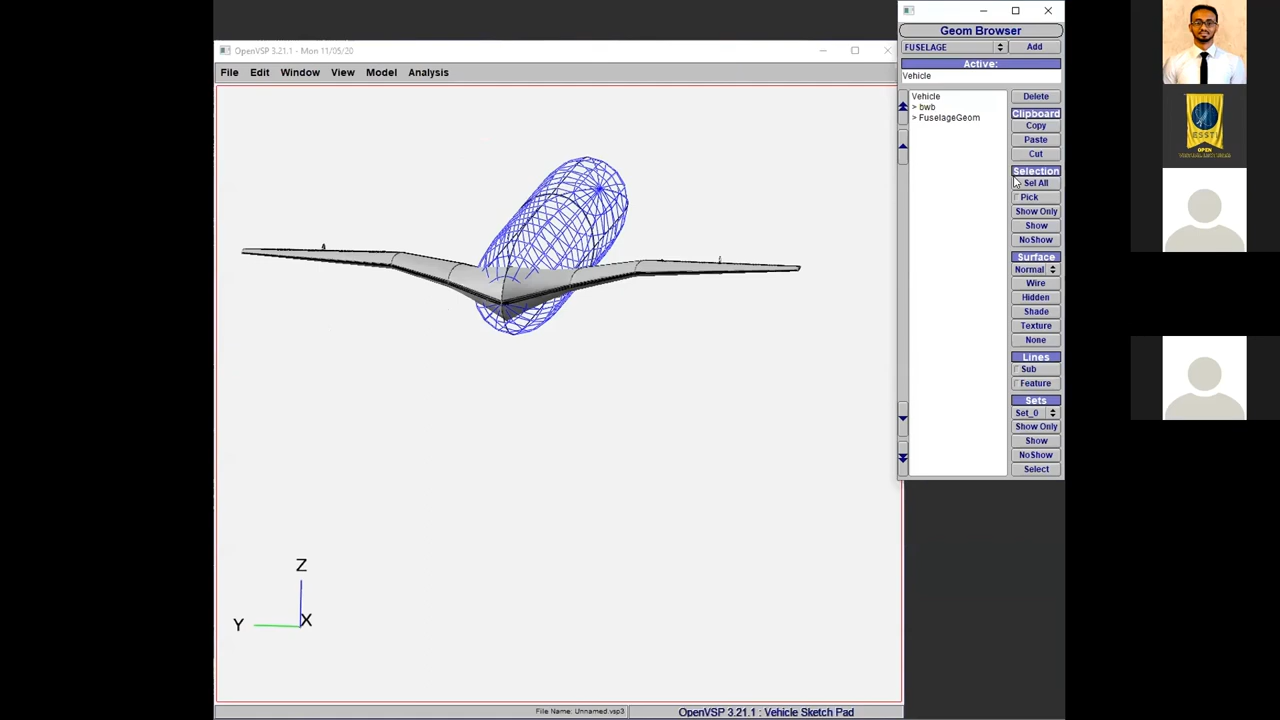 OpenVSP 3.21.1 - Mon 11/05/20
File Edit Window View Model Analysis
Z
Y
X
File Name: Unnamed.vsp3
OpenVSP 3.21.1 : Vehicle Sketch Pad
Geom Browser
FUSELAGE
Add
Active:
Vehicle
Vehicle
> bwb
> FuselageGeom
Delete
Clipboard
Copy
Paste
Cut
Selection
Sel All
Pick
Show Only
Show
NoShow
Surface
Normal
Wire
Hidden
Shade
Texture
None
Lines
Sub
Feature
Sets
Set_0
Show Only
Show
NoShow
Select
ESSTI
OPEN